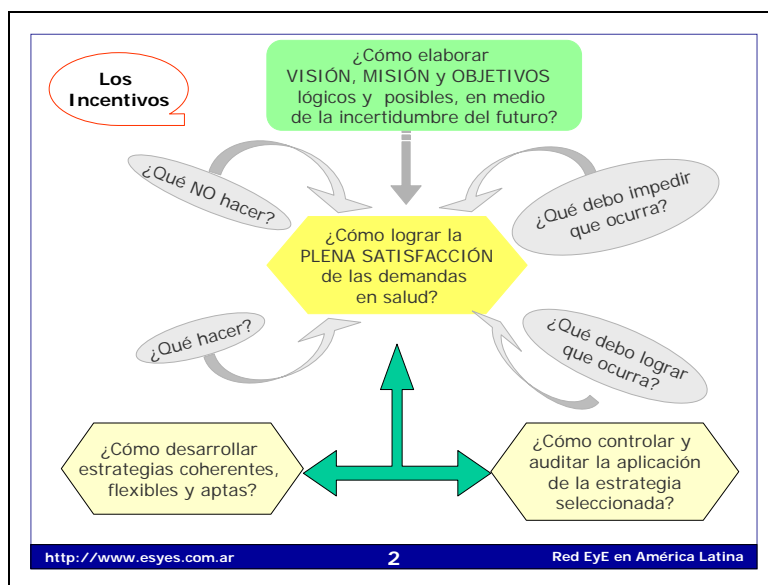 Los
Incentivos
¿Cómo elaborar
VISIÓN, MISIÓN y OBJETIVOS
lógicos y posibles, en medio
de la incertidumbre del futuro?
¿Qué NO hacer?
¿Qué debo impedir
que ocurra?
¿Cómo lograr la
PLENA SATISFACCIÓN
de las demandas
en salud?
¿Qué hacer?
¿Qué debo lograr
que ocurra?
¿Cómo desarrollar
estrategias coherentes,
flexibles y aptas?
¿Cómo controlar y
auditar la aplicación
de la estrategia
seleccionada?
http://www.esyes.com.ar
2
Red EyE en América Latina